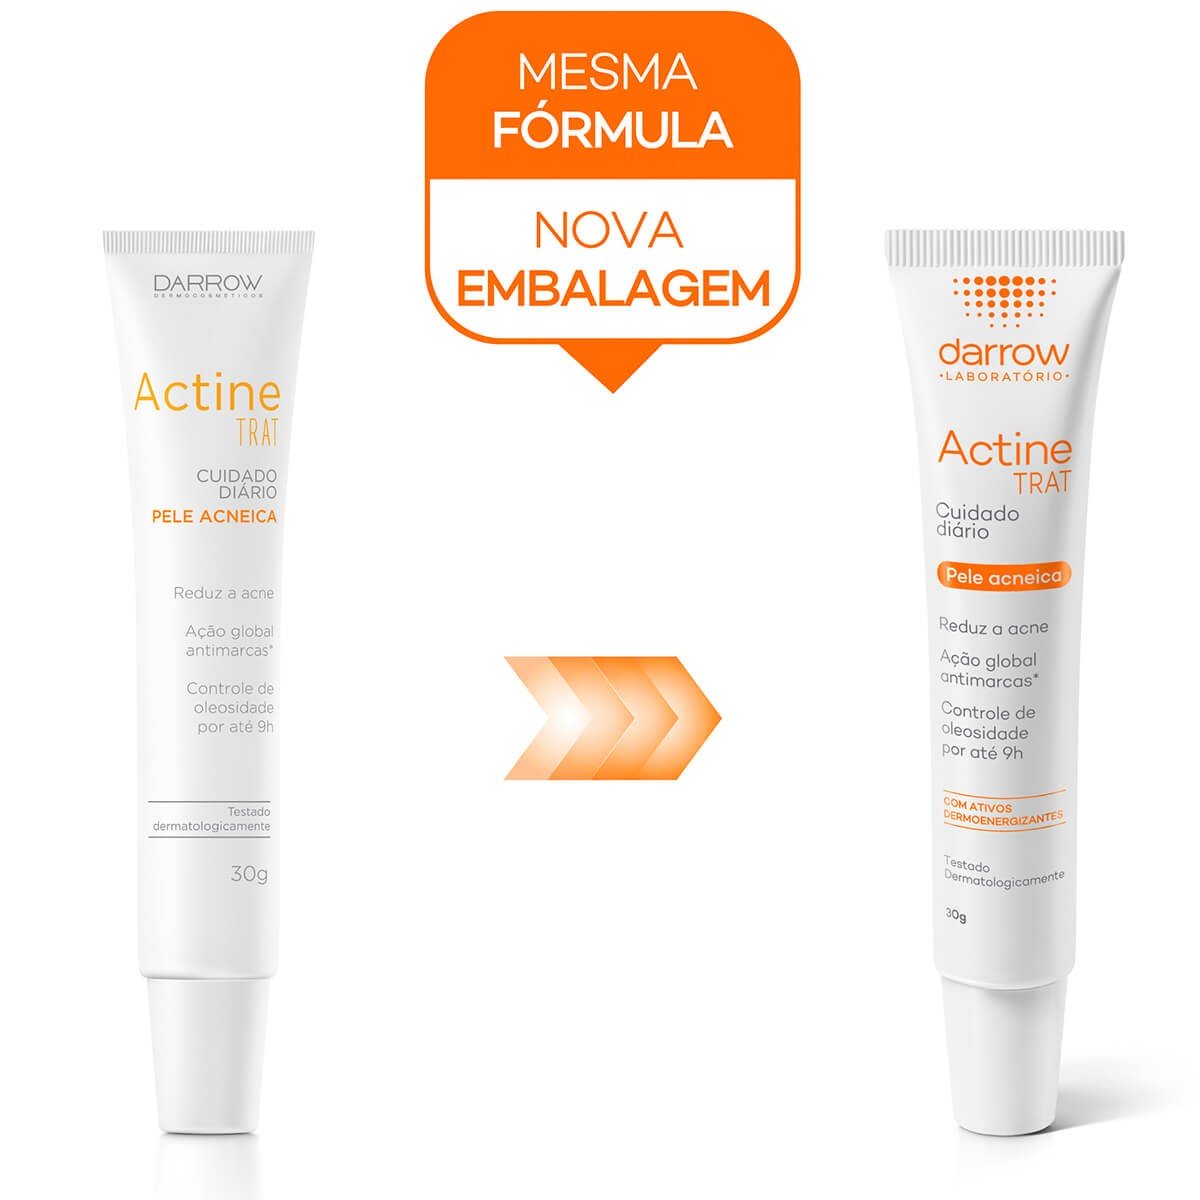 MESMA
FÓRMULA
NOVA
EMBALAGEM
DARROW
DERMOCOSMÉTICOS
Actine
TRAT
CUIDADO
DIÁRIO
PELE ACNEICA
Reduz a acne
Ação global
antimarcas*
Controle de
oleosidade
por até 9h
Testado
dermatologicamente
30g
darrow
•LABORATÓRIO•
Actine
TRAT
Cuidado
diário
Pele acneica
Reduz a acne
Ação global
antimarcas*
Controle de
oleosidade
por até 9h
COM ATIVOS
DERMOENERGIZANTES
Testado
Dermatologicamente
30g